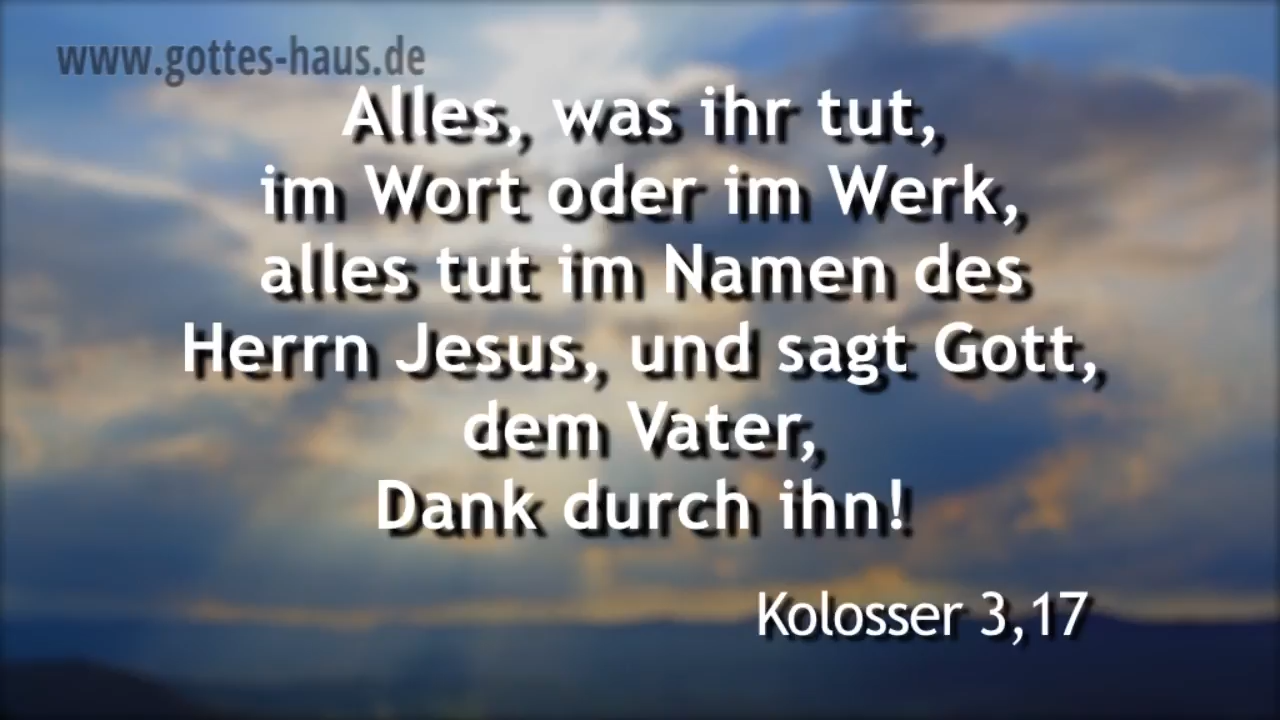 www.gottes-haus.de
Alles, was ihr tut,
im Wort oder im Werk,
alles tut im Namen des
Herrn Jesus, und sagt Gott,
dem Vater,
Dank durch ihn!
Kolosser 3,17